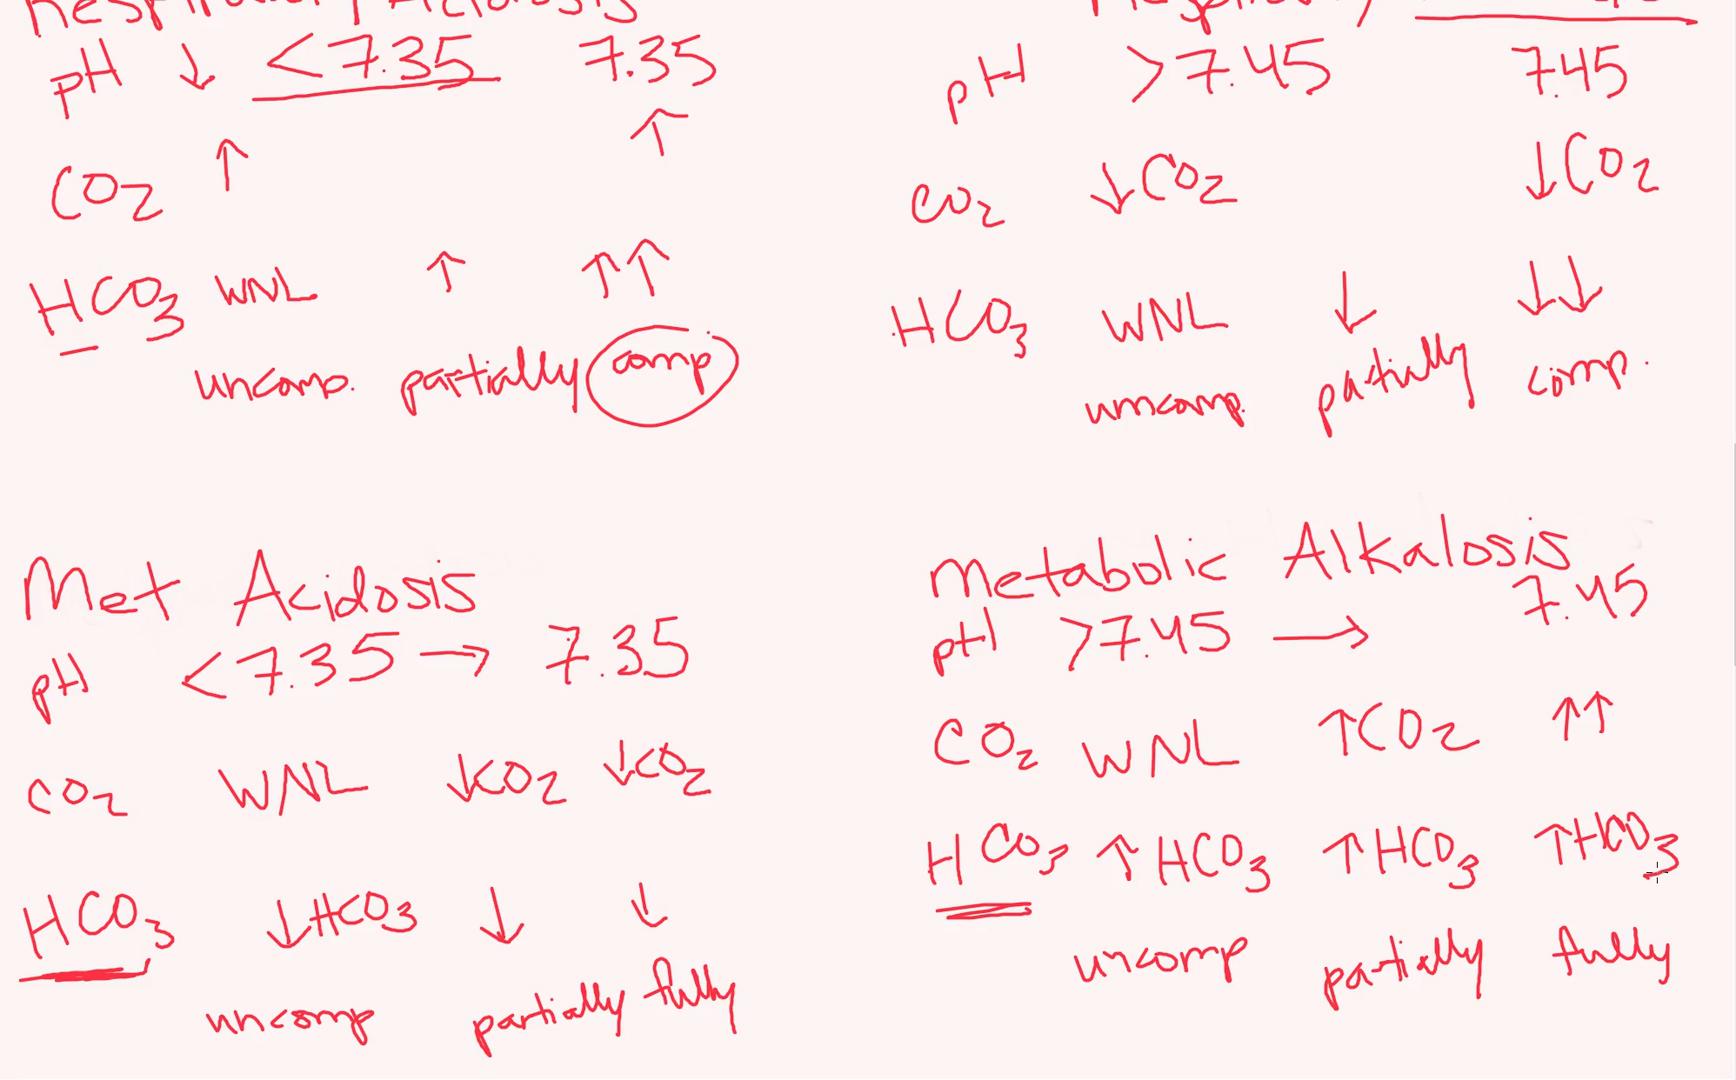 Respiratory Acidosis
pH ↓ <7.35 7.35
↑
CO2 ↑
HCO3 WNL ↑ ↑↑
uncomp. partially comp
pH >7.45 7.45
CO2 ↓CO2 ↓CO2
HCO3 WNL ↓ ↓↓
uncomp. partially comp.
Met Acidosis
pH <7.35 → 7.35
CO2 WNL ↓CO2 ↓CO2
HCO3 ↓HCO3 ↓ ↓
uncomp partially fully
Metabolic Alkalosis
pH >7.45 → 7.45
CO2 WNL ↑CO2 ↑↑
HCO3 ↑HCO3 ↑HCO3 ↑HCO3
uncomp partially fully